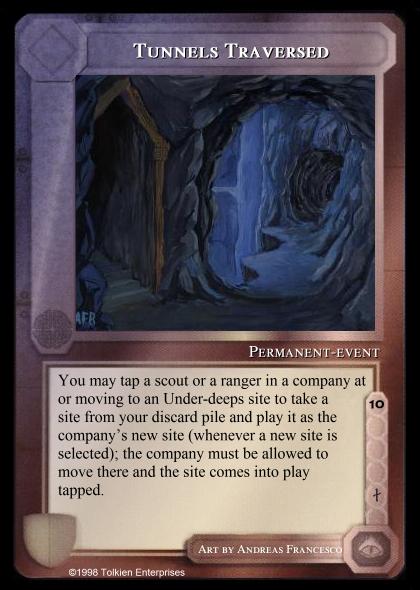 TUNNELS TRAVERSED
AFB
PERMANENT-EVENT
You may tap a scout or a ranger in a company at
or moving to an Under-deeps site to take a
site from your discard pile and play it as the
company's new site (whenever a new site is
selected); the company must be allowed to
move there and the site comes into play
tapped.
10
ART BY ANDREAS FRANCESCO
©1998 Tolkien Enterprises